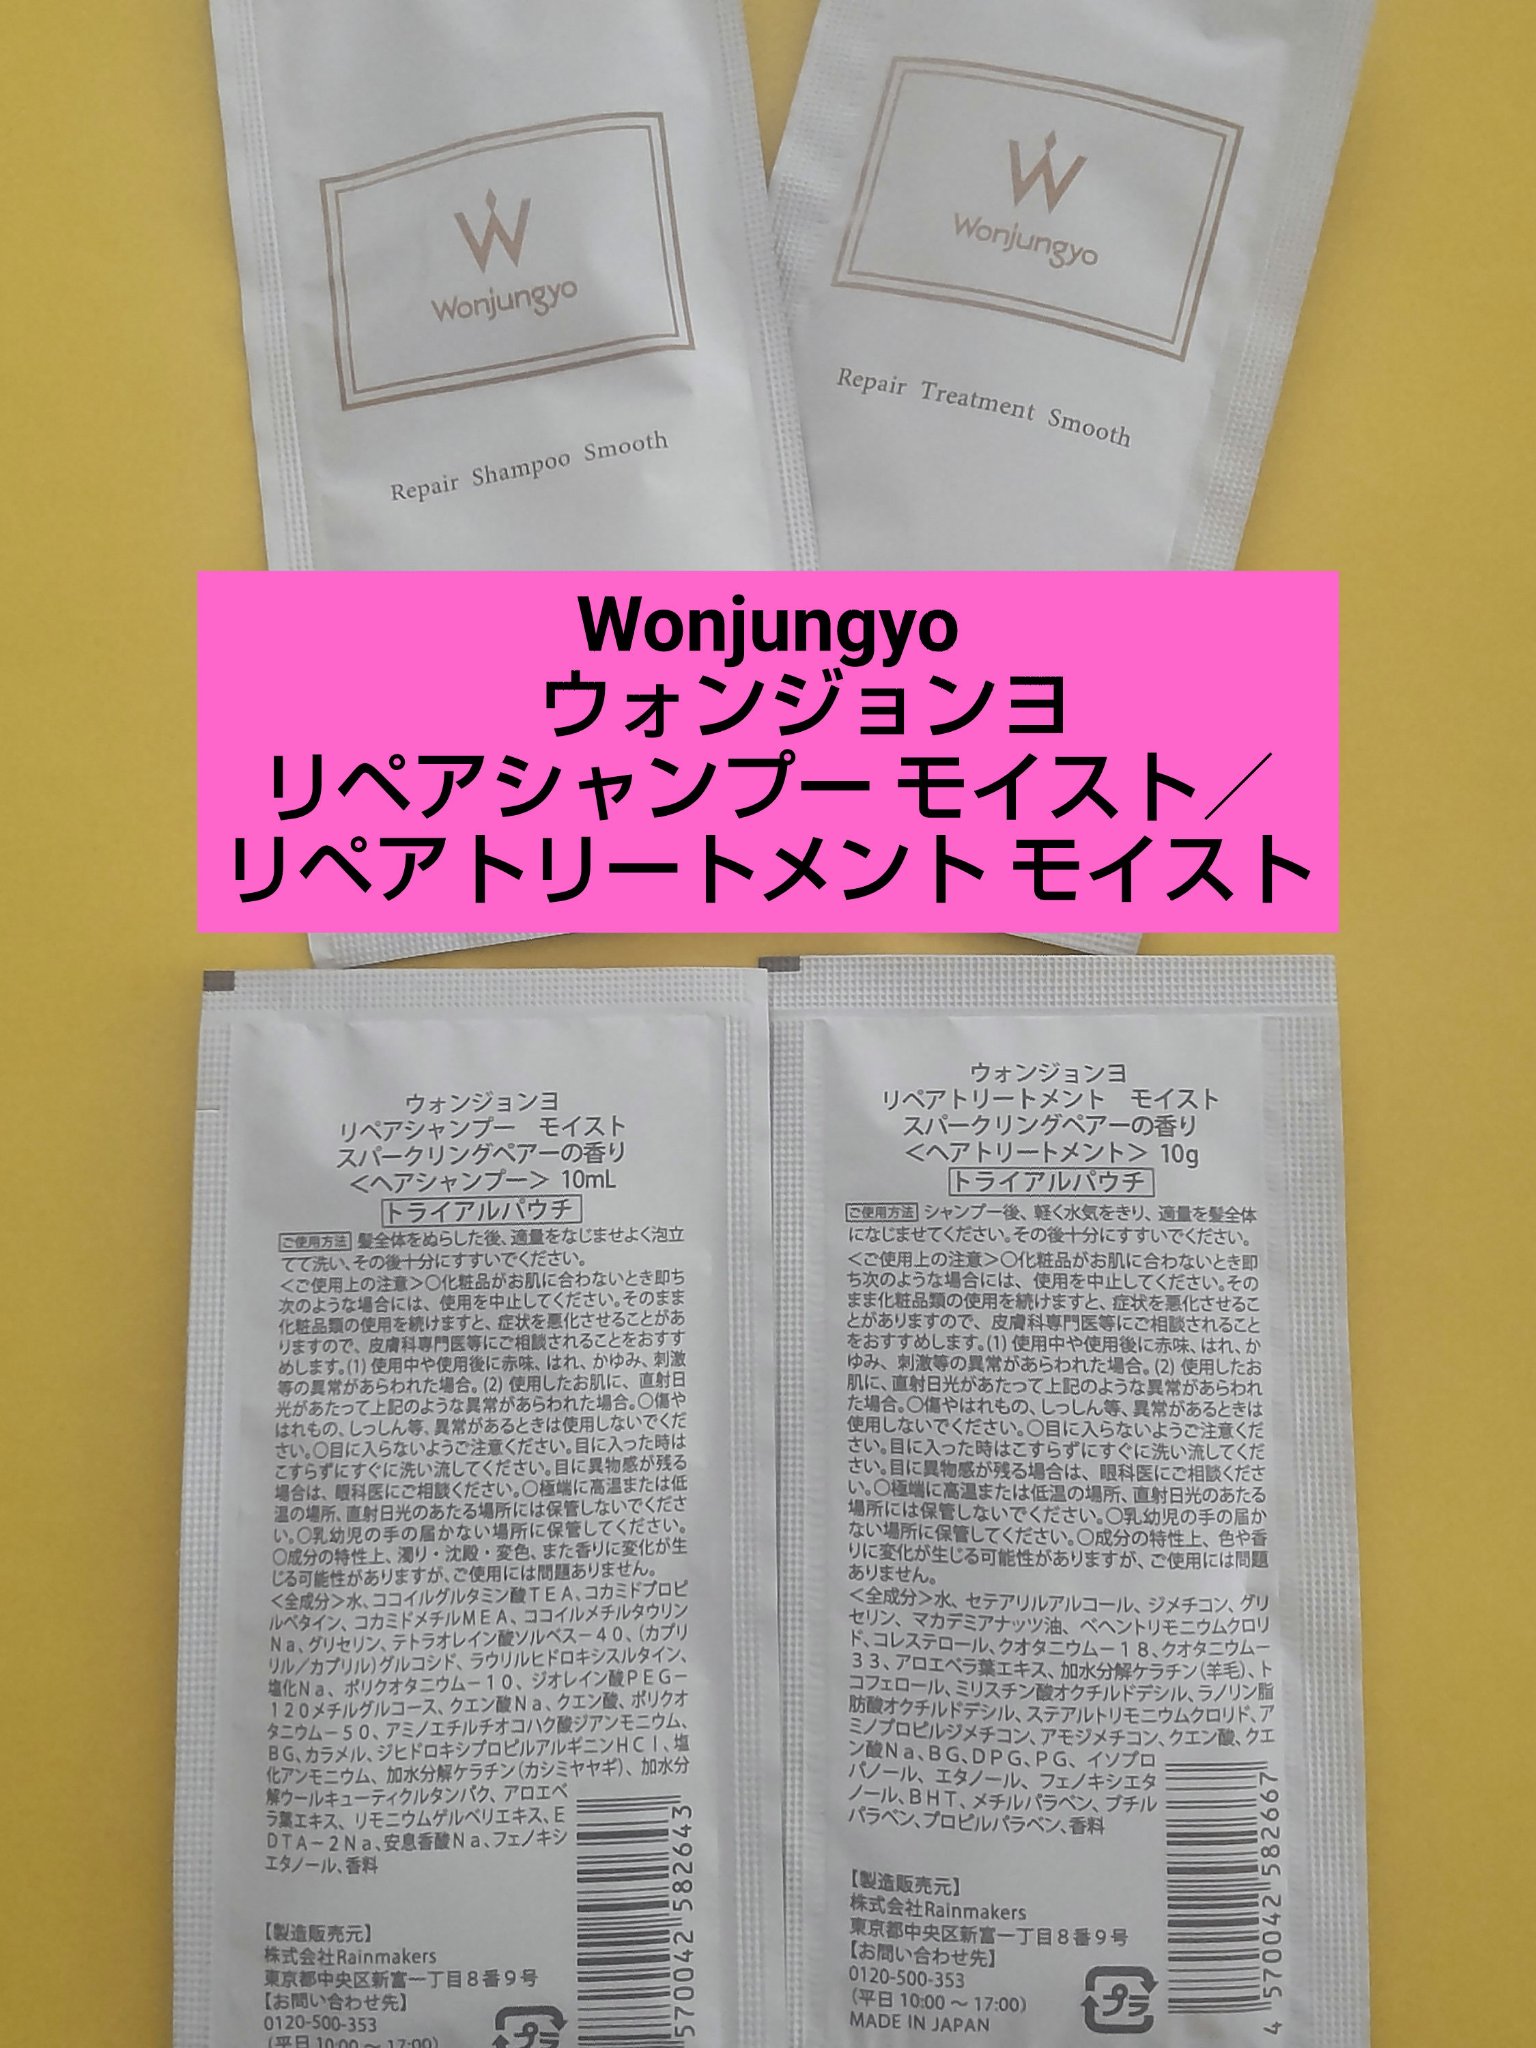 W
Wonjungyo
Repair Shampoo Smooth
W
Wonjungyo
Repair Treatment Smooth
Wonjungyo
ウォンジョンヨ
リペアシャンプー モイスト／
リペアトリートメント モイスト
ウォンジョンヨ
リペアシャンプー　モイスト
スパークリングペアーの香り
＜ヘアシャンプー＞ 10mL
トライアルパウチ
ご使用方法 髪全体をぬらした後、適量をなじませよく泡立
てて洗い、その後十分にすすいでください。
＜ご使用上の注意＞○化粧品がお肌に合わないとき即ち
次のような場合には、使用を中止してください。そのまま
化粧品類の使用を続けますと、症状を悪化させることがあ
りますので、皮膚科専門医等にご相談されることをおすす
めします。(1) 使用中や使用後に赤味、はれ、かゆみ、刺激
等の異常があらわれた場合。(2) 使用したお肌に、直射日
光があたって上記のような異常があらわれた場合。○傷や
はれもの、しっしん等、異常があるときは使用しないでくだ
さい。○目に入らないようご注意ください。目に入った時は
こすらずにすぐに洗い流してください。目に異物感が残る
場合は、眼科医にご相談ください。○極端に高温または低
温の場所、直射日光のあたる場所には保管しないでくださ
い。○乳幼児の手の届かない場所に保管してください。
○成分の特性上、濁り・沈殿・変色、また香りに変化が生
じる可能性がありますが、ご使用には問題ありません。
＜全成分＞水、ココイルグルタミン酸ＴＥＡ、コカミドプロピ
ルベタイン、コカミドメチルＭＥＡ、ココイルメチルタウリン
Ｎａ、グリセリン、テトラオレイン酸ソルベスー４０、（カプリ
リル／カプリル）グルコシド、ラウリルヒドロキシスルタイン、
塩化Ｎａ、ポリクオタニウムー１０、ジオレイン酸ＰＥＧー
１２０メチルグルコース、クエン酸Ｎａ、クエン酸、ポリクオ
タニウムー５０、アミノエチルチオコハク酸ジアンモニウム、
ＢＧ、カラメル、ジヒドロキシプロピルアルギニンＨＣｌ、塩
化アンモニウム、加水分解ケラチン（カシミヤヤギ）、加水分
解ウールキューティクルタンパク、アロエベ
ラ葉エキス、リモニウムゲルベリエキス、Ｅ
ＤＴＡー２Ｎａ、安息香酸Ｎａ、フェノキシ
エタノール、香料
【製造販売元】
株式会社Rainmakers
東京都中央区新富一丁目８番９号
【お問い合わせ先】
0120-500-353
（平日 10:00 ～ 17:00）
570042 582643
プラ
ウォンジョンヨ
リペアトリートメント　モイスト
スパークリングペアーの香り
＜ヘアトリートメント＞ 10g
トライアルパウチ
ご使用方法 シャンプー後、軽く水気をきり、適量を髪全体
になじませてください。その後十分にすすいでください。
＜ご使用上の注意＞○化粧品がお肌に合わないとき即
ち次のような場合には、使用を中止してください。その
まま化粧品類の使用を続けますと、症状を悪化させるこ
とがありますので、皮膚科専門医等にご相談されること
をおすすめします。(1) 使用中や使用後に赤味、はれ、か
ゆみ、刺激等の異常があらわれた場合。(2) 使用したお
肌に、直射日光があたって上記のような異常があらわれ
た場合。○傷やはれもの、しっしん等、異常があるときは
使用しないでください。○目に入らないようご注意くだ
さい。目に入った時はこすらずにすぐに洗い流してくだ
さい。目に異物感が残る場合は、眼科医にご相談くださ
い。○極端に高温または低温の場所、直射日光のあたる
場所には保管しないでください。○乳幼児の手の届か
ない場所に保管してください。○成分の特性上、色や香
りに変化が生じる可能性がありますが、ご使用には問題
ありません。
＜全成分＞水、セテアリルアルコール、ジメチコン、グリ
セリン、マカデミアナッツ油、ベヘントリモニウムクロリ
ド、コレステロール、クオタニウムー１８、クオタニウムー
３３、アロエベラ葉エキス、加水分解ケラチン（羊毛）、ト
コフェロール、ミリスチン酸オクチルドデシル、ラノリン脂
肪酸オクチルドデシル、ステアルトリモニウムクロリド、ア
ミノプロピルジメチコン、アモジメチコン、クエン酸、クエ
ン酸Ｎａ、ＢＧ、ＤＰＧ、ＰＧ、イソプロ
パノール、エタノール、フェノキシエタ
ノール、ＢＨＴ、メチルパラベン、ブチル
パラベン、プロピルパラベン、香料
【製造販売元】
株式会社Rainmakers
東京都中央区新富一丁目８番９号
【お問い合わせ先】
0120-500-353
（平日 10:00 ～ 17:00）
MADE IN JAPAN
プラ
4 570042 582667